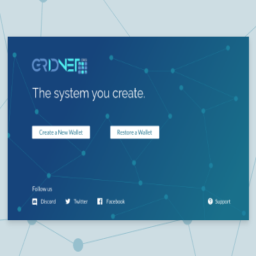 GRIDNET
The system you create.
Create a New Wallet
Restore a Wallet
Follow us
Discord
Twitter
Facebook
Support